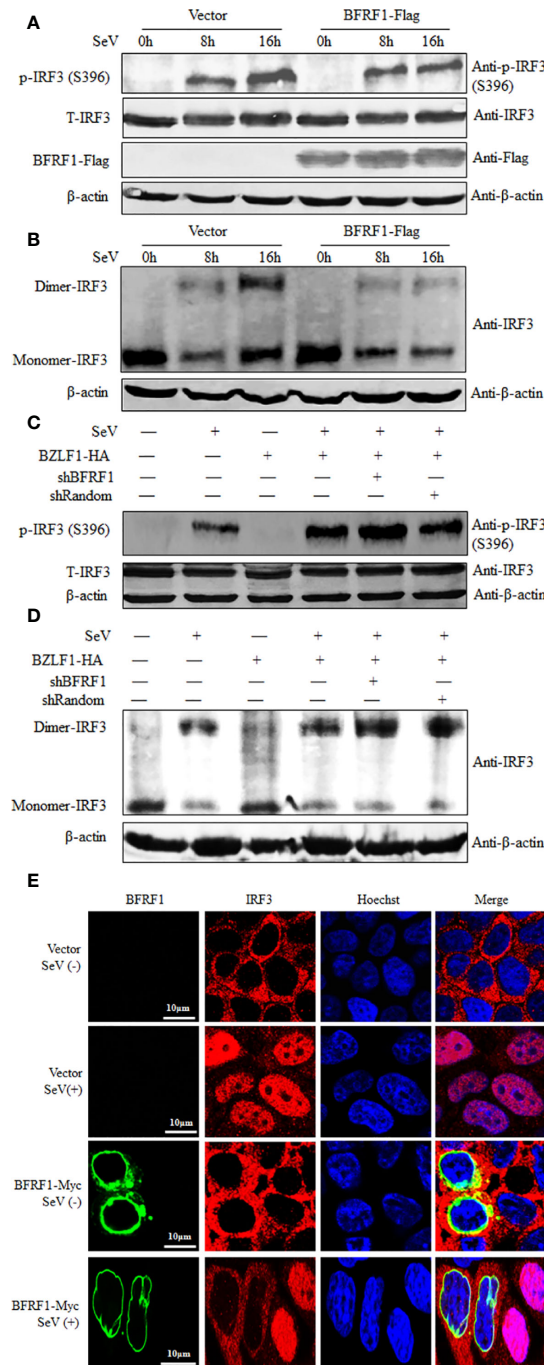 A
Vector BFRF1-Flag
SeV 0h 8h 16h 0h 8h 16h
p-IRF3 (S396) Anti-p-IRF3
(S396)
T-IRF3 Anti-IRF3
BFRF1-Flag Anti-Flag
β-actin Anti-β-actin
B
Vector BFRF1-Flag
SeV 0h 8h 16h 0h 8h 16h
Dimer-IRF3
Anti-IRF3
Monomer-IRF3
β-actin Anti-β-actin
C
SeV — + — + + +
BZLF1-HA — — + + + +
shBFRF1 — — — — + —
shRandom — — — — — +
p-IRF3 (S396) Anti-p-IRF3
(S396)
T-IRF3 Anti-IRF3
β-actin Anti-β-actin
D
SeV — + — + + +
BZLF1-HA — — + + + +
shBFRF1 — — — — + —
shRandom — — — — — +
Dimer-IRF3
Anti-IRF3
Monomer-IRF3
β-actin Anti-β-actin
E
BFRF1 IRF3 Hoechst Merge
Vector
SeV (-)
10μm 10μm
Vector
SeV(+)
10μm 10μm
BFRF1-Myc
SeV (-)
10μm 10μm
BFRF1-Myc
SeV (+)
10μm 10μm